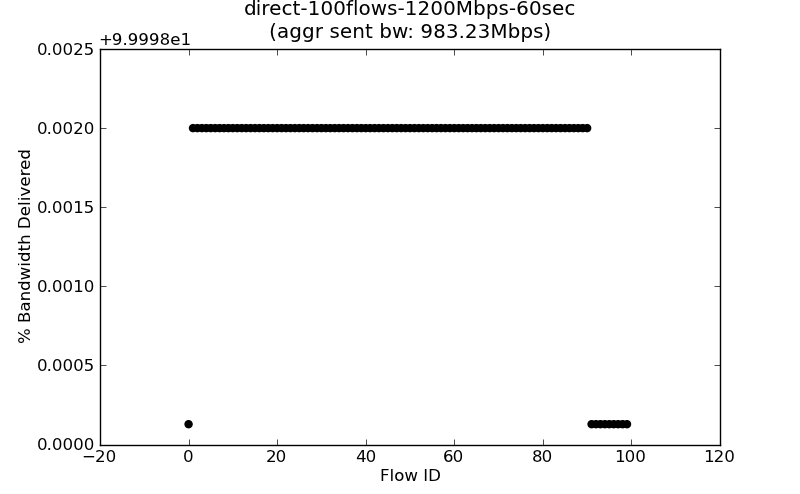 direct-100flows-1200Mbps-60sec
(aggr sent bw: 983.23Mbps)
+9.9998e1
0.0025
0.0020
0.0015
0.0010
0.0005
0.0000
% Bandwidth Delivered
−20 0 20 40 60 80 100 120
Flow ID